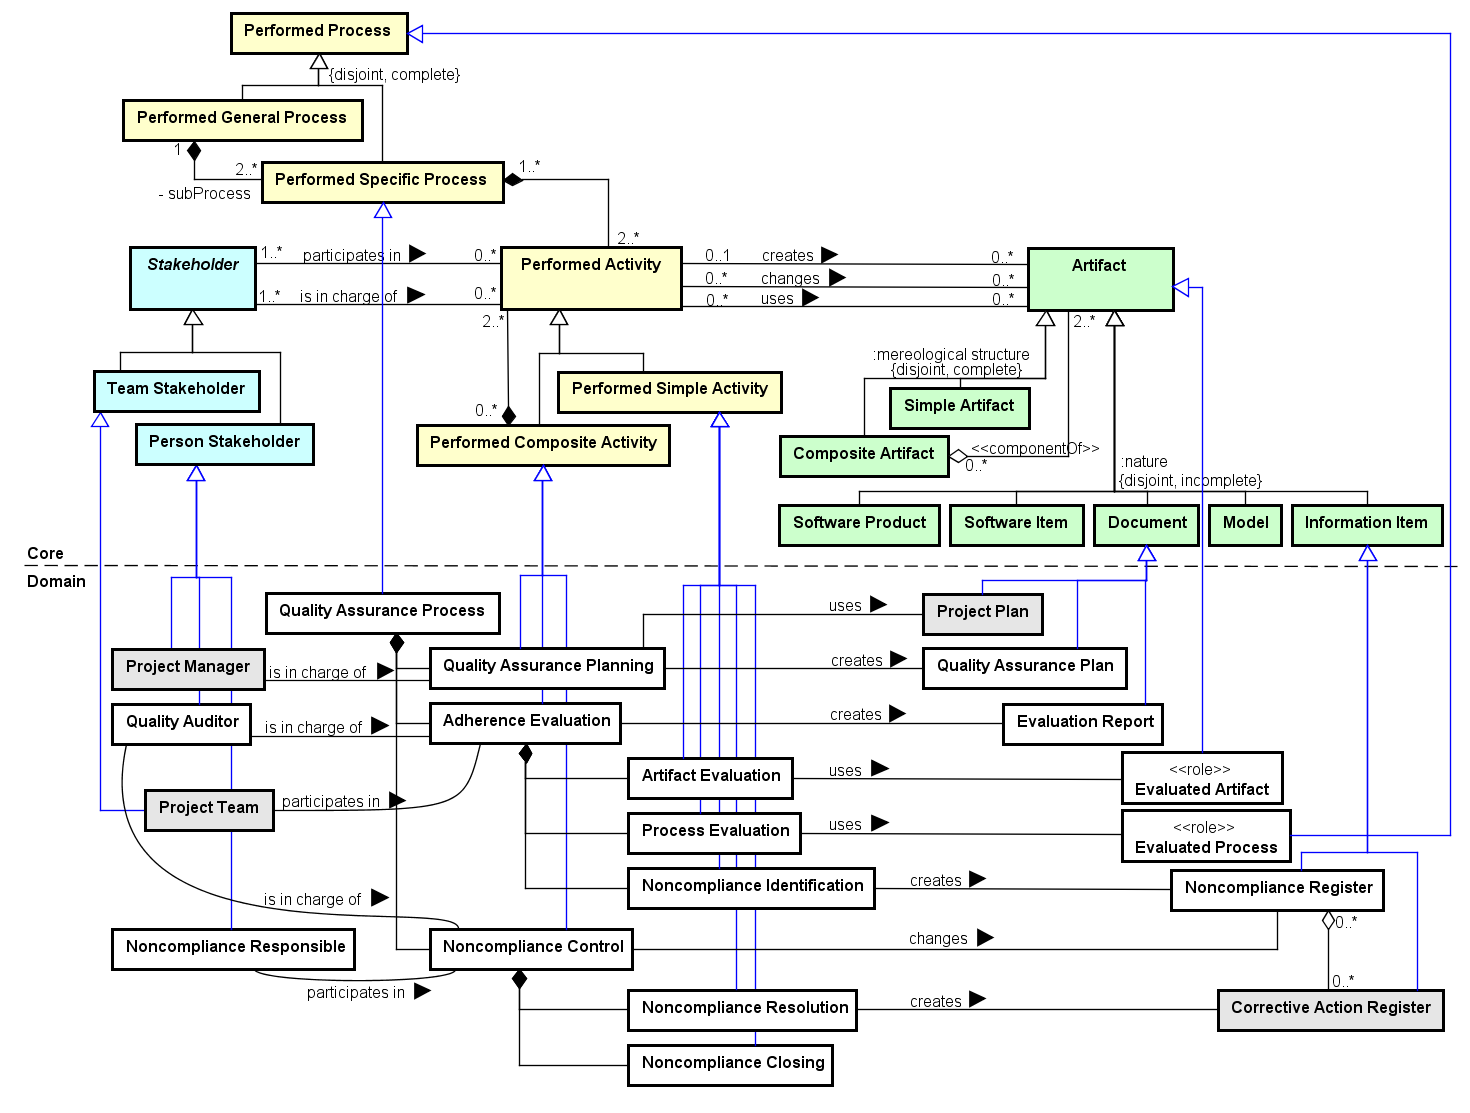 Performed Process
{disjoint, complete}
Performed General Process
1
2..*
- subProcess
Performed Specific Process
1..*
2..*
Stakeholder
1..*
participates in
0..*
1..*
is in charge of
0..*
Performed Activity
0..1
creates
0..*
0..*
changes
0..*
0..*
uses
0..*
Artifact
2..*
2..*
:mereological structure
{disjoint, complete}
Team Stakeholder
Performed Simple Activity
Simple Artifact
0..*
Person Stakeholder
Performed Composite Activity
Composite Artifact
<<componentOf>>
0..*
:nature
{disjoint, incomplete}
Software Product
Software Item
Document
Model
Information Item
Core
Domain
Quality Assurance Process
uses
Project Plan
Project Manager
is in charge of
Quality Assurance Planning
creates
Quality Assurance Plan
Quality Auditor
is in charge of
Adherence Evaluation
creates
Evaluation Report
Artifact Evaluation
uses
<<role>>
Evaluated Artifact
Project Team
participates in
Process Evaluation
uses
<<role>>
Evaluated Process
Noncompliance Identification
creates
Noncompliance Register
is in charge of
0..*
Noncompliance Responsible
Noncompliance Control
changes
participates in
0..*
Noncompliance Resolution
creates
Corrective Action Register
Noncompliance Closing